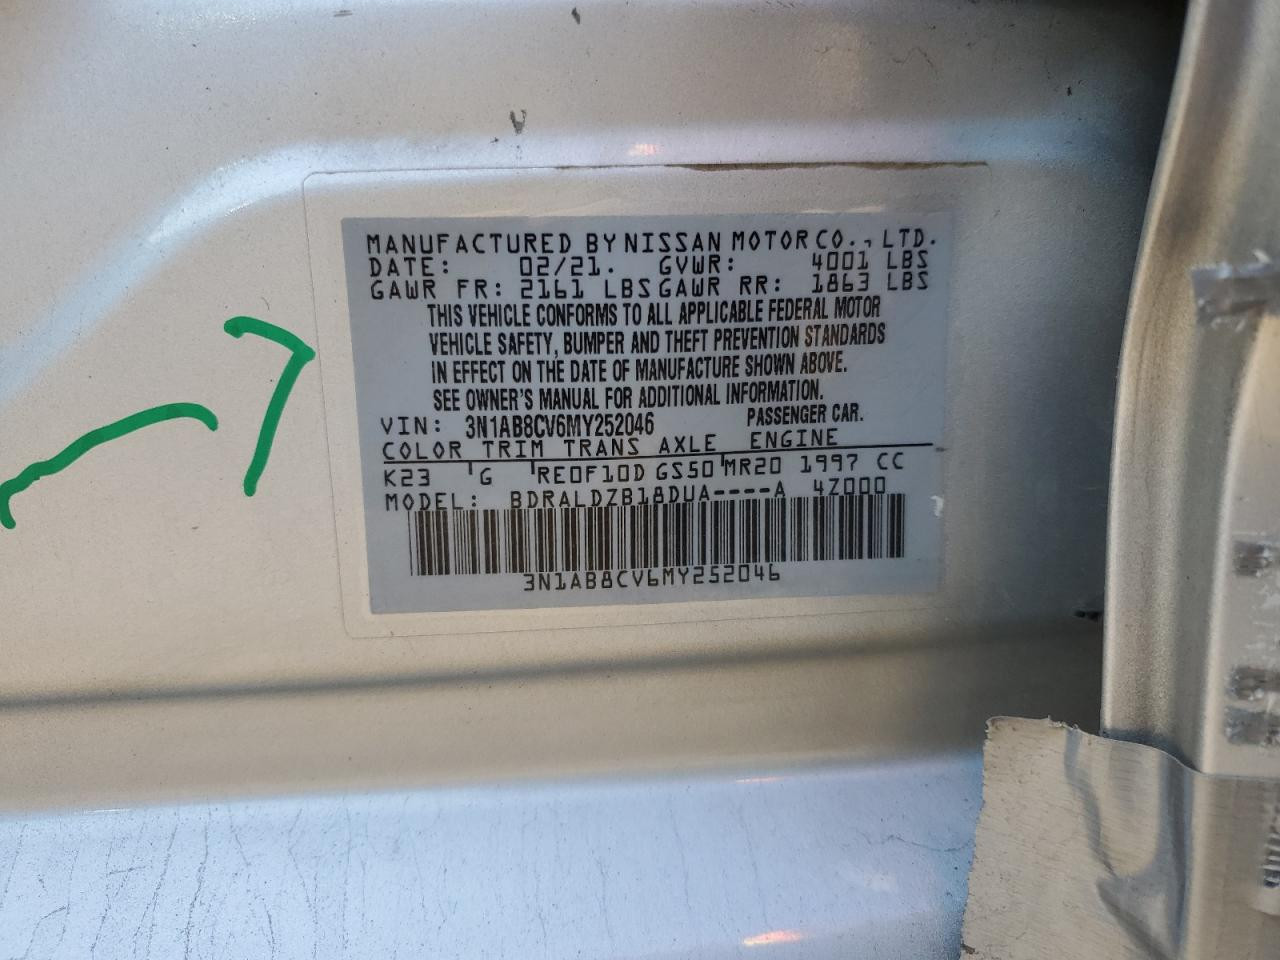 MANUFACTURED BY NISSAN MOTOR CO., LTD.
DATE: 02/21. GVWR: 4001 LBS
GAWR FR: 2161 LBS GAWR RR: 1863 LBS
THIS VEHICLE CONFORMS TO ALL APPLICABLE FEDERAL MOTOR
VEHICLE SAFETY, BUMPER AND THEFT PREVENTION STANDARDS
IN EFFECT ON THE DATE OF MANUFACTURE SHOWN ABOVE.
SEE OWNER'S MANUAL FOR ADDITIONAL INFORMATION.
VIN: 3N1AB8CV6MY252046 PASSENGER CAR.
COLOR TRIM TRANS AXLE ENGINE
K23 G RE0F10D GS50 MR20 1997 CC
MODEL: BDRALDZB18DUA----A 4Z000
3N1AB8CV6MY252046